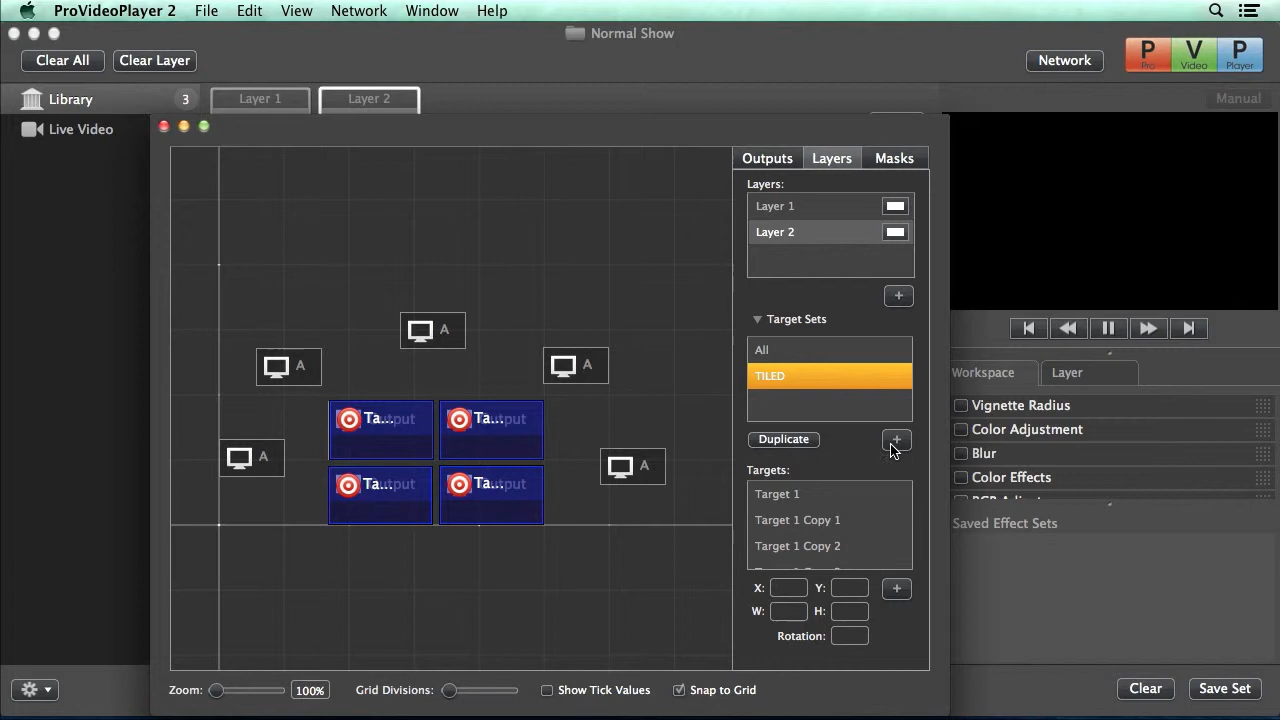 ProVideoPlayer 2 File Edit View Network Window Help
Normal Show
Clear All Clear Layer Network P Pro V Video P Player
Library 3 Layer 1 Layer 2 Manual
Live Video
Outputs Layers Masks
Layers:
Layer 1
Layer 2
+
Target Sets
All
TILED
Duplicate +
Targets:
Target 1
Target 1 Copy 1
Target 1 Copy 2
X: Y: +
W: H:
Rotation:
A
A A
Ta... Ta...
A A
Ta... Ta...
Workspace Layer
Vignette Radius
Color Adjustment
Blur
Color Effects
Saved Effect Sets
Zoom: 100% Grid Divisions: Show Tick Values Snap to Grid
Clear Save Set